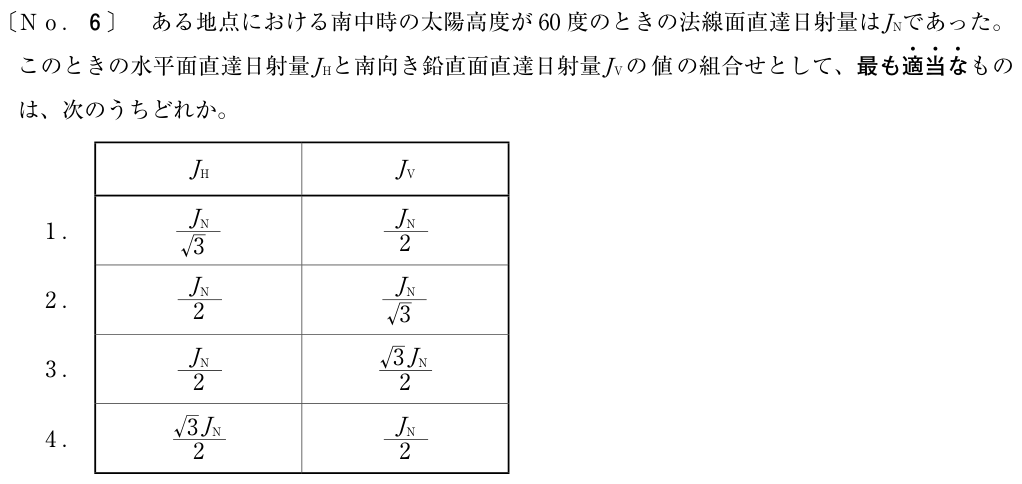 〔Ｎｏ． 6〕　ある地点における南中時の太陽高度が 60 度のときの法線面直達日射量はJNであった。
このときの水平面直達日射量JHと南向き鉛直面直達日射量JVの値の組合せとして、最も適当なもの
は、次のうちどれか。
JH JV
1． JN/√3 JN/2
2． JN/2 JN/√3
3． JN/2 √3JN/2
4． √3JN/2 JN/2